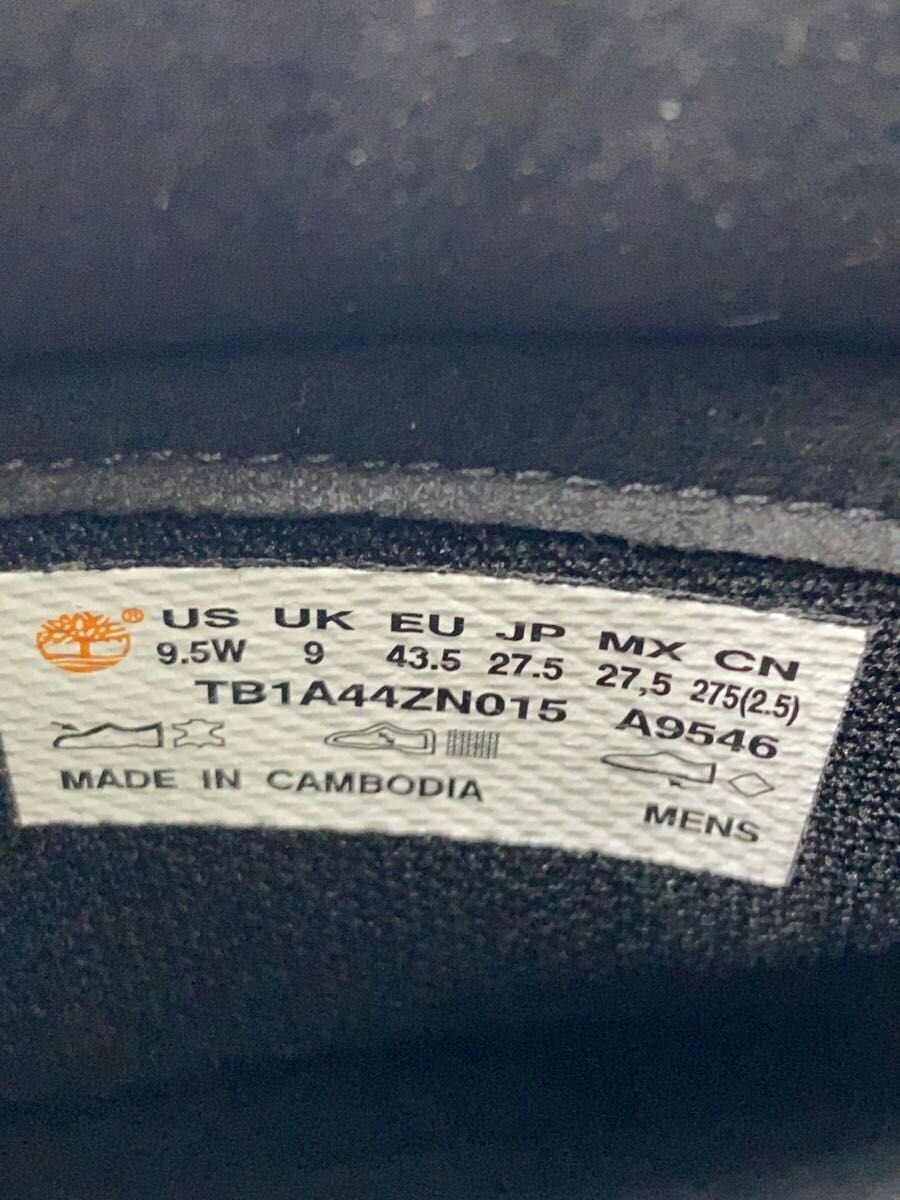 ® US UK EU JP MX CN
9.5W 9 43.5 27.5 27,5 275(2.5)
TB1A44ZN015 A9546
MADE IN CAMBODIA MENS